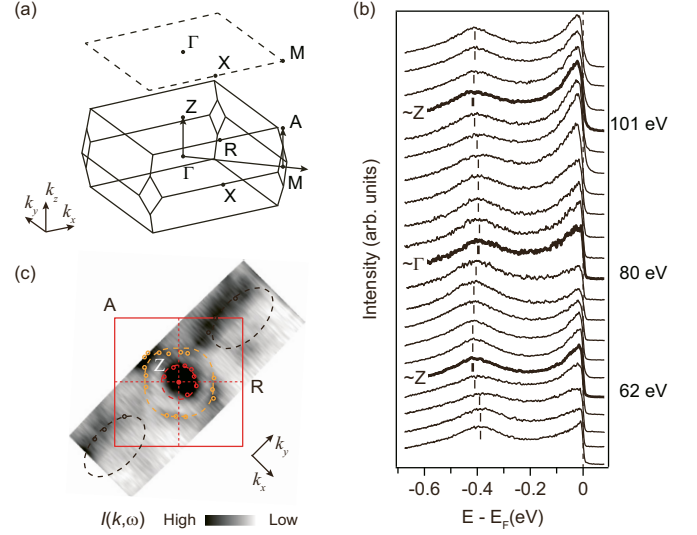 (a)
Γ
X
M
Z
A
R
Γ
X
M
k_z
k_y
k_x
(b)
Intensity (arb. units)
~Z
101 eV
~Γ
80 eV
~Z
62 eV
-0.6
-0.4
-0.2
0
E - E_F(eV)
(c)
A
Z
R
k_y
k_x
I(k,ω) High Low